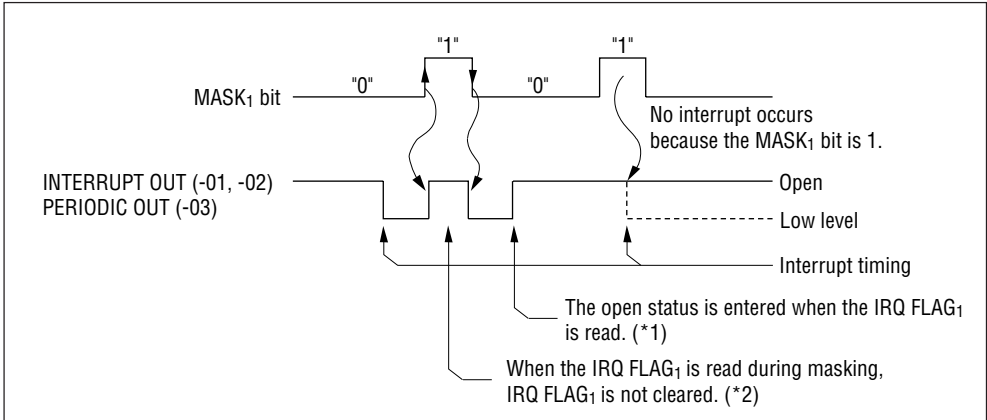 "1" "1"
"0" "0"
MASK1 bit
No interrupt occurs
because the MASK1 bit is 1.
INTERRUPT OUT (-01, -02)
PERIODIC OUT (-03)
Open
Low level
Interrupt timing
The open status is entered when the IRQ FLAG1
is read. (*1)
When the IRQ FLAG1 is read during masking,
IRQ FLAG1 is not cleared. (*2)